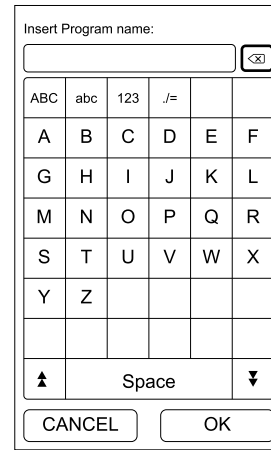 Insert Program name:
ABC abc 123 ./=
A B C D E F
G H I J K L
M N O P Q R
S T U V W X
Y Z
Space
CANCEL OK